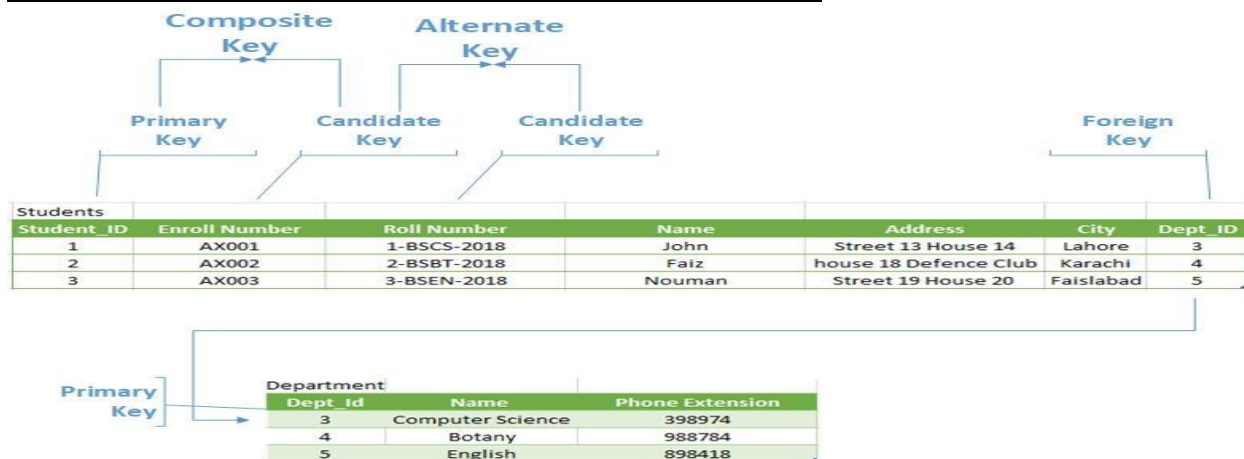 Composite Key
Alternate Key
Primary Key
Candidate Key
Candidate Key
Foreign Key
Students
Student_ID Enroll Number Roll Number Name Address City Dept_ID
1 AX001 1-BSCS-2018 John Street 13 House 14 Lahore 3
2 AX002 2-BSBT-2018 Faiz house 18 Defence Club Karachi 4
3 AX003 3-BSEN-2018 Nouman Street 19 House 20 Faislabad 5
Primary Key
Department
Dept_Id Name Phone Extension
3 Computer Science 398974
4 Botany 988784
5 English 898418